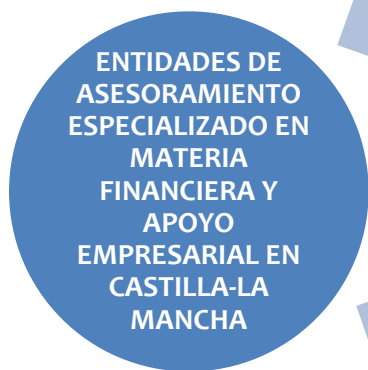 ENTIDADES DE
ASESORAMIENTO
ESPECIALIZADO EN
MATERIA
FINANCIERA Y
APOYO
EMPRESARIAL EN
CASTILLA-LA
MANCHA